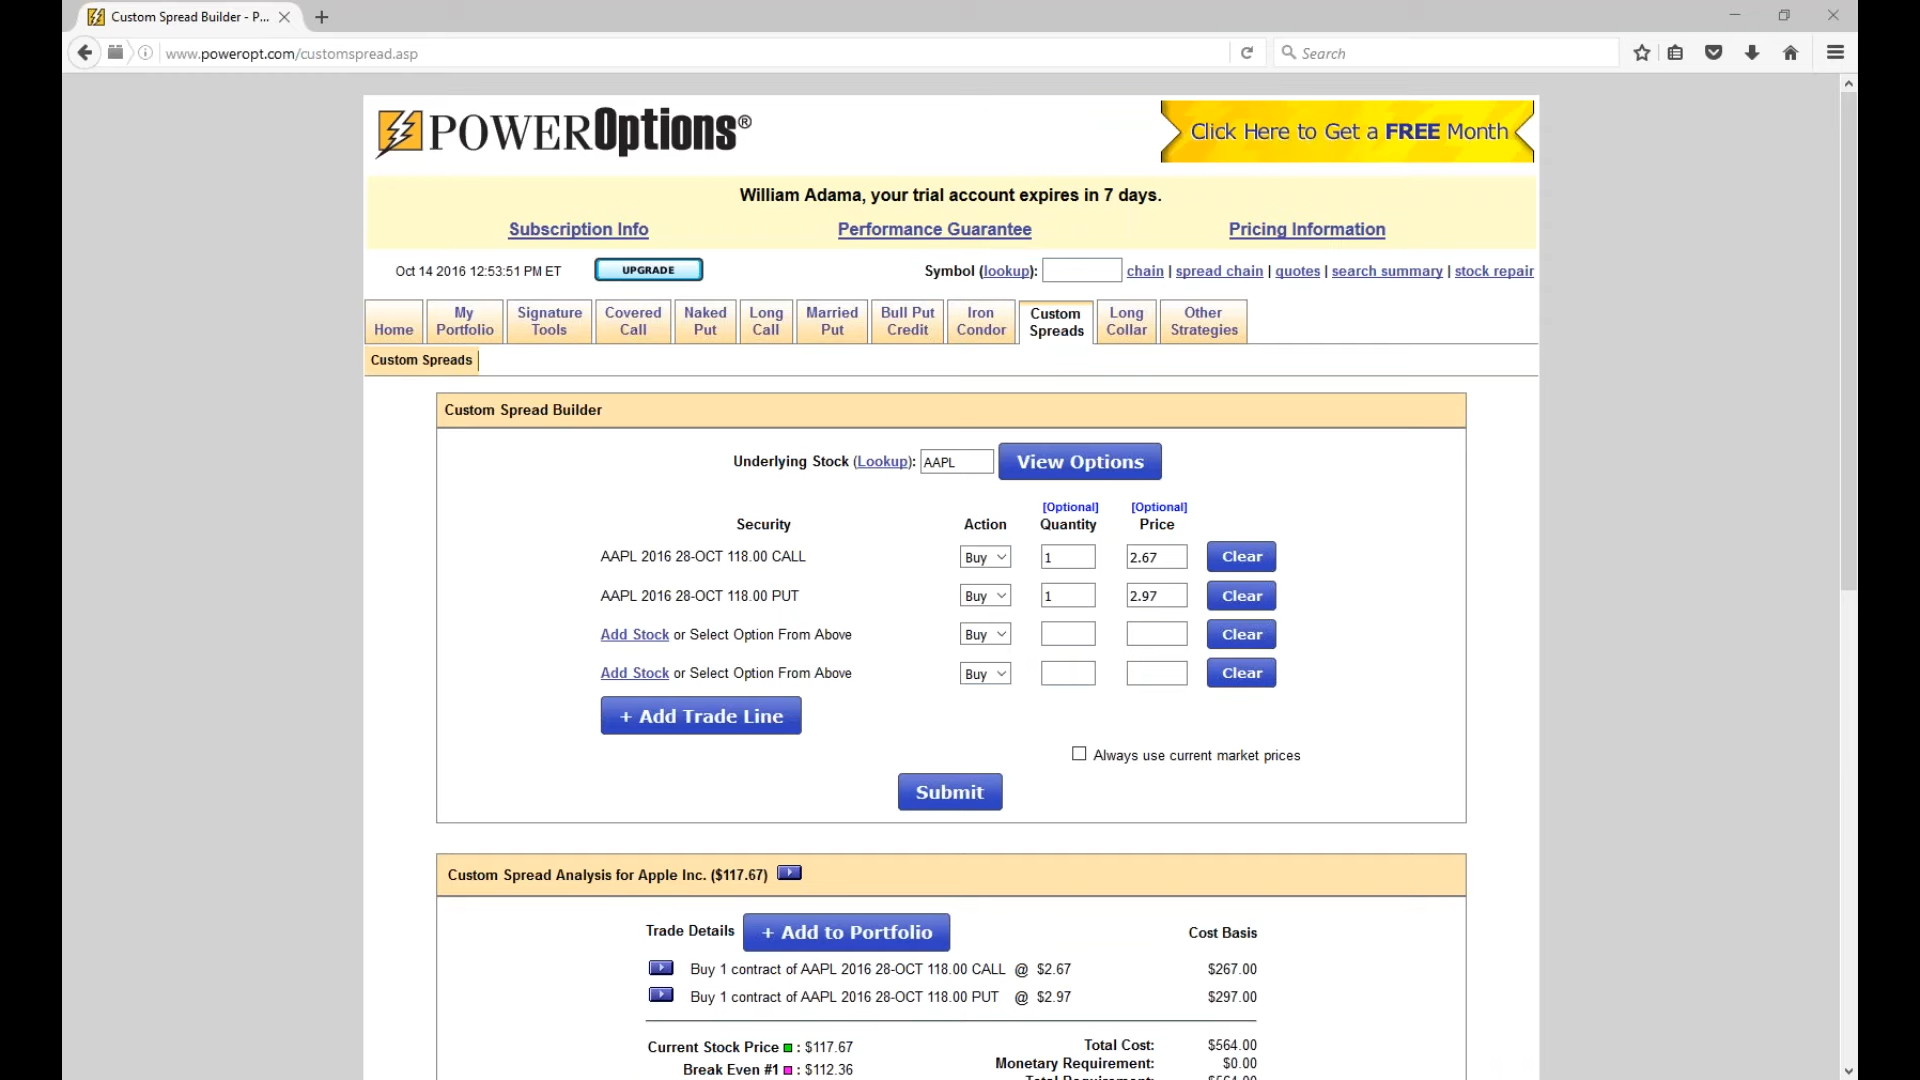 Custom Spread Builder - P...
www.poweropt.com/customspread.asp
Search
POWEROptions®
Click Here to Get a FREE Month
William Adama, your trial account expires in 7 days.
Subscription Info Performance Guarantee Pricing Information
Oct 14 2016 12:53:51 PM ET UPGRADE Symbol (lookup): chain | spread chain | quotes | search summary | stock repair
Home My Portfolio Signature Tools Covered Call Naked Put Long Call Married Put Bull Put Credit Iron Condor Custom Spreads Long Collar Other Strategies
Custom Spreads
Custom Spread Builder
Underlying Stock (Lookup): AAPL View Options
[Optional] [Optional]
Security Action Quantity Price
AAPL 2016 28-OCT 118.00 CALL Buy 1 2.67 Clear
AAPL 2016 28-OCT 118.00 PUT Buy 1 2.97 Clear
Add Stock or Select Option From Above Buy Clear
Add Stock or Select Option From Above Buy Clear
+ Add Trade Line
Always use current market prices
Submit
Custom Spread Analysis for Apple Inc. ($117.67)
Trade Details + Add to Portfolio Cost Basis
Buy 1 contract of AAPL 2016 28-OCT 118.00 CALL @ $2.67 $267.00
Buy 1 contract of AAPL 2016 28-OCT 118.00 PUT @ $2.97 $297.00
Current Stock Price : $117.67 Total Cost: $564.00
Monetary Requirement: $0.00
Break Even #1 : $112.36